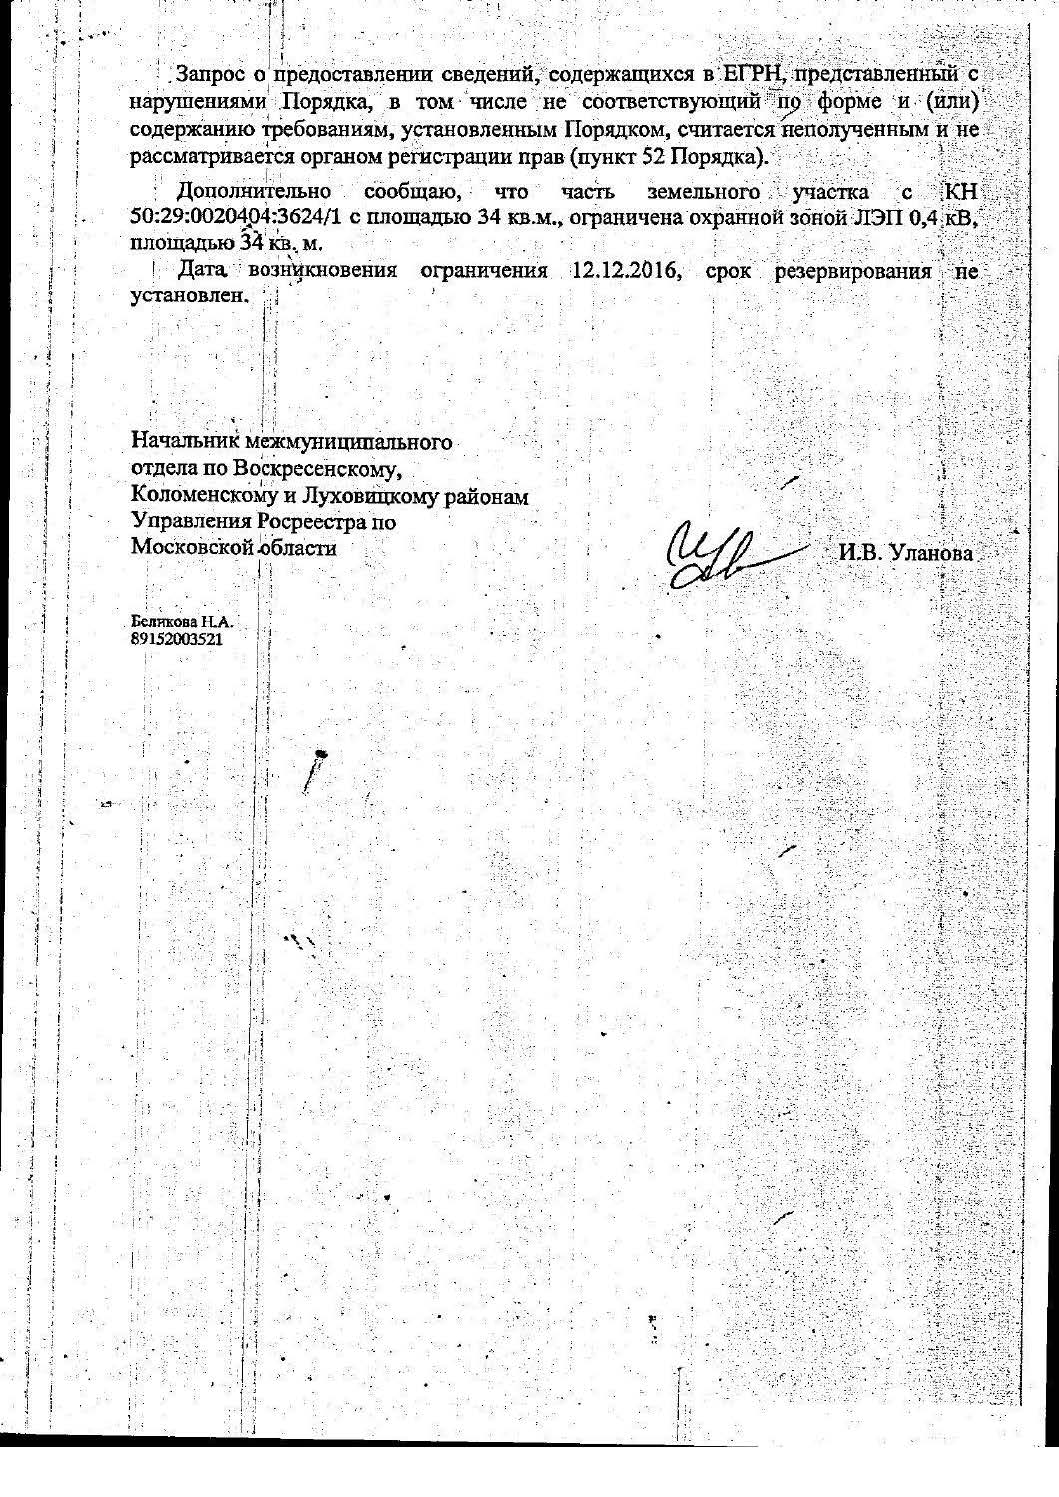 Запрос о предоставлении сведений, содержащихся в ЕГРН, представленный с
нарушениями Порядка, в том числе не соответствующий по форме и (или)
содержанию требованиям, установленным Порядком, считается неполученным и не
рассматривается органом регистрации прав (пункт 52 Порядка).
Дополнительно сообщаю, что часть земельного участка с КН
50:29:0020404:3624/1 с площадью 34 кв.м., ограничена охранной зоной ЛЭП 0,4 кВ,
площадью 34 кв. м.
Дата возникновения ограничения 12.12.2016, срок резервирования не
установлен.
Начальник межмуниципального
отдела по Воскресенскому,
Коломенскому и Луховицкому районам
Управления Росреестра по
Московской области
И.В. Уланова
Беликова Н.А.
89152003521